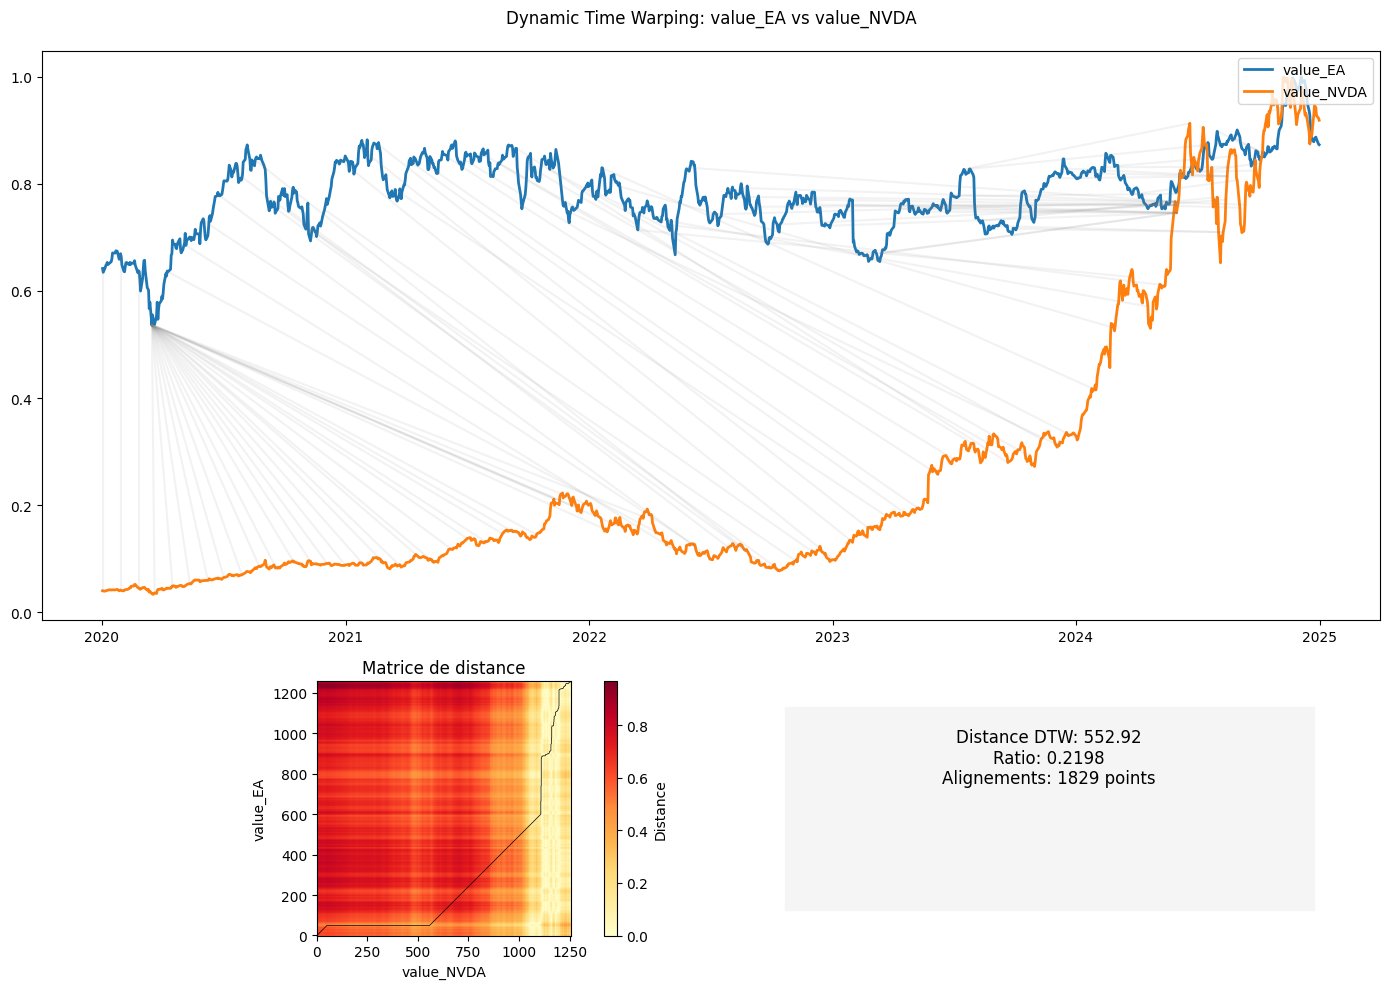 Dynamic Time Warping: value_EA vs value_NVDA
value_EA
value_NVDA
1.0
0.8
0.6
0.4
0.2
0.0
2020 2021 2022 2023 2024 2025
Matrice de distance
value_EA
1200
1000
800
600
400
200
0
0 250 500 750 1000 1250
value_NVDA
0.8
0.6
0.4
0.2
0.0
Distance
Distance DTW: 552.92
Ratio: 0.2198
Alignements: 1829 points